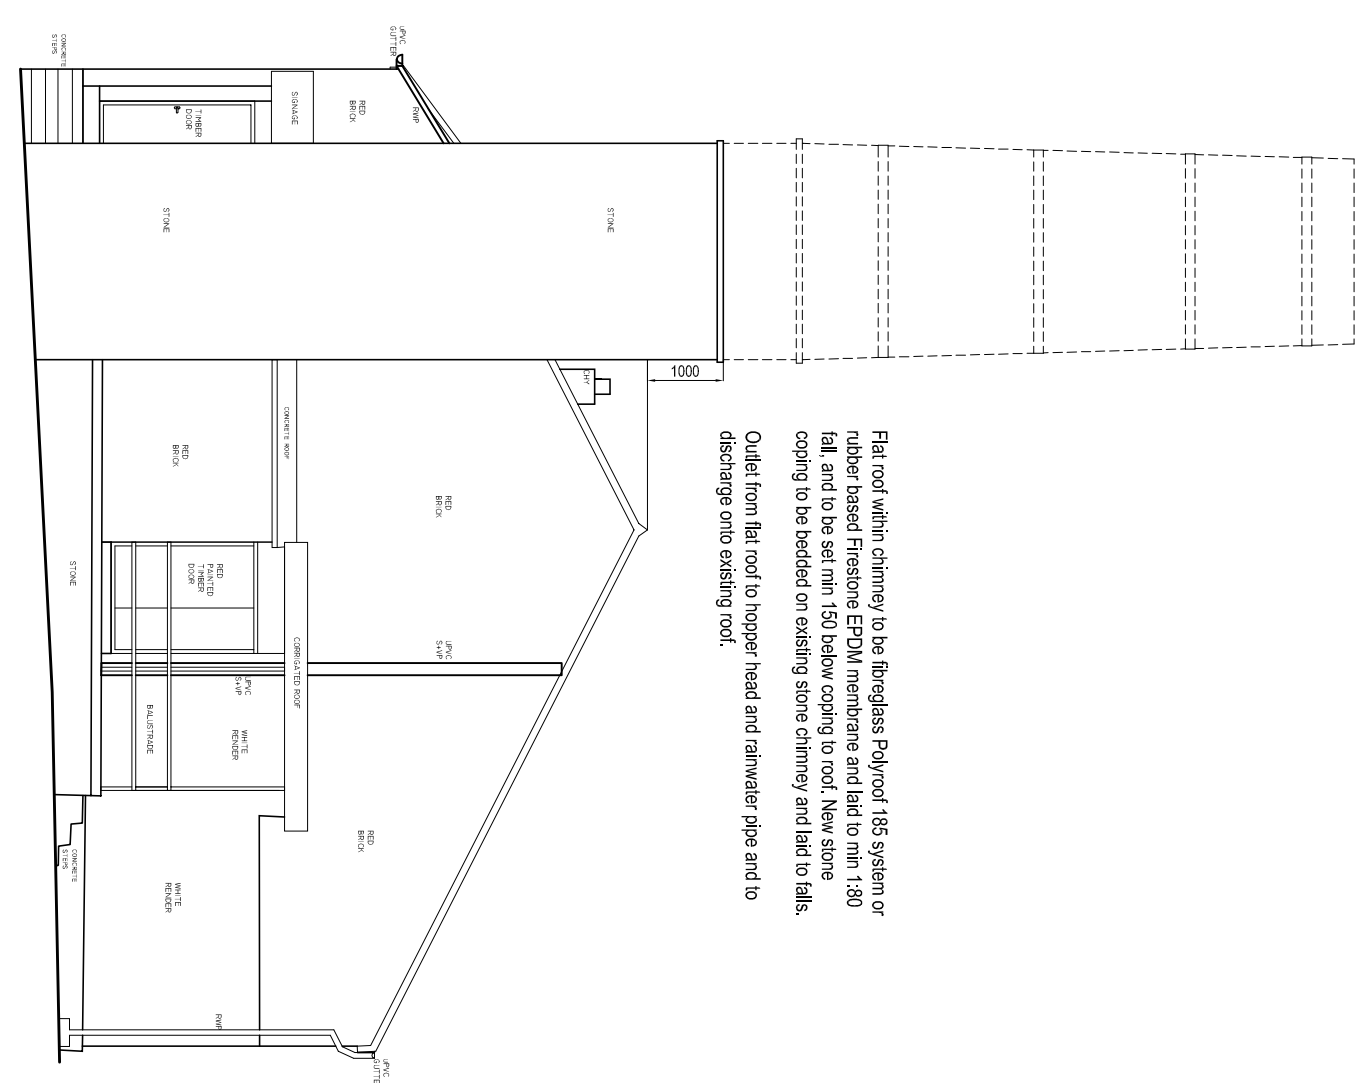 Flat roof within chimney to be fibreglass Polyroof 185 system or
rubber based Firestone EPDM membrane and laid to min 1:80
fall, and to be set min 150 below coping to roof. New stone
coping to be bedded on existing stone chimney and laid to falls.
Outlet from flat roof to hopper head and rainwater pipe and to
discharge onto existing roof.
1000
STONE
CHY
UPVC
GUTTER
RWP
RED
BRICK
SIGNAGE
TIMBER
DOOR
CONCRETE
STEPS
STONE
RED
BRICK
UPVC
S+VP
CONCRETE ROOF
CORRIGATED ROOF
RED
BRICK
RED
BRICK
RED
PAINTED
TIMBER
DOOR
UPVC
S+VP
WHITE
RENDER
BALUSTRADE
WHITE
RENDER
STONE
CONCRETE
STEPS
RWP
UPVC
GUTTE